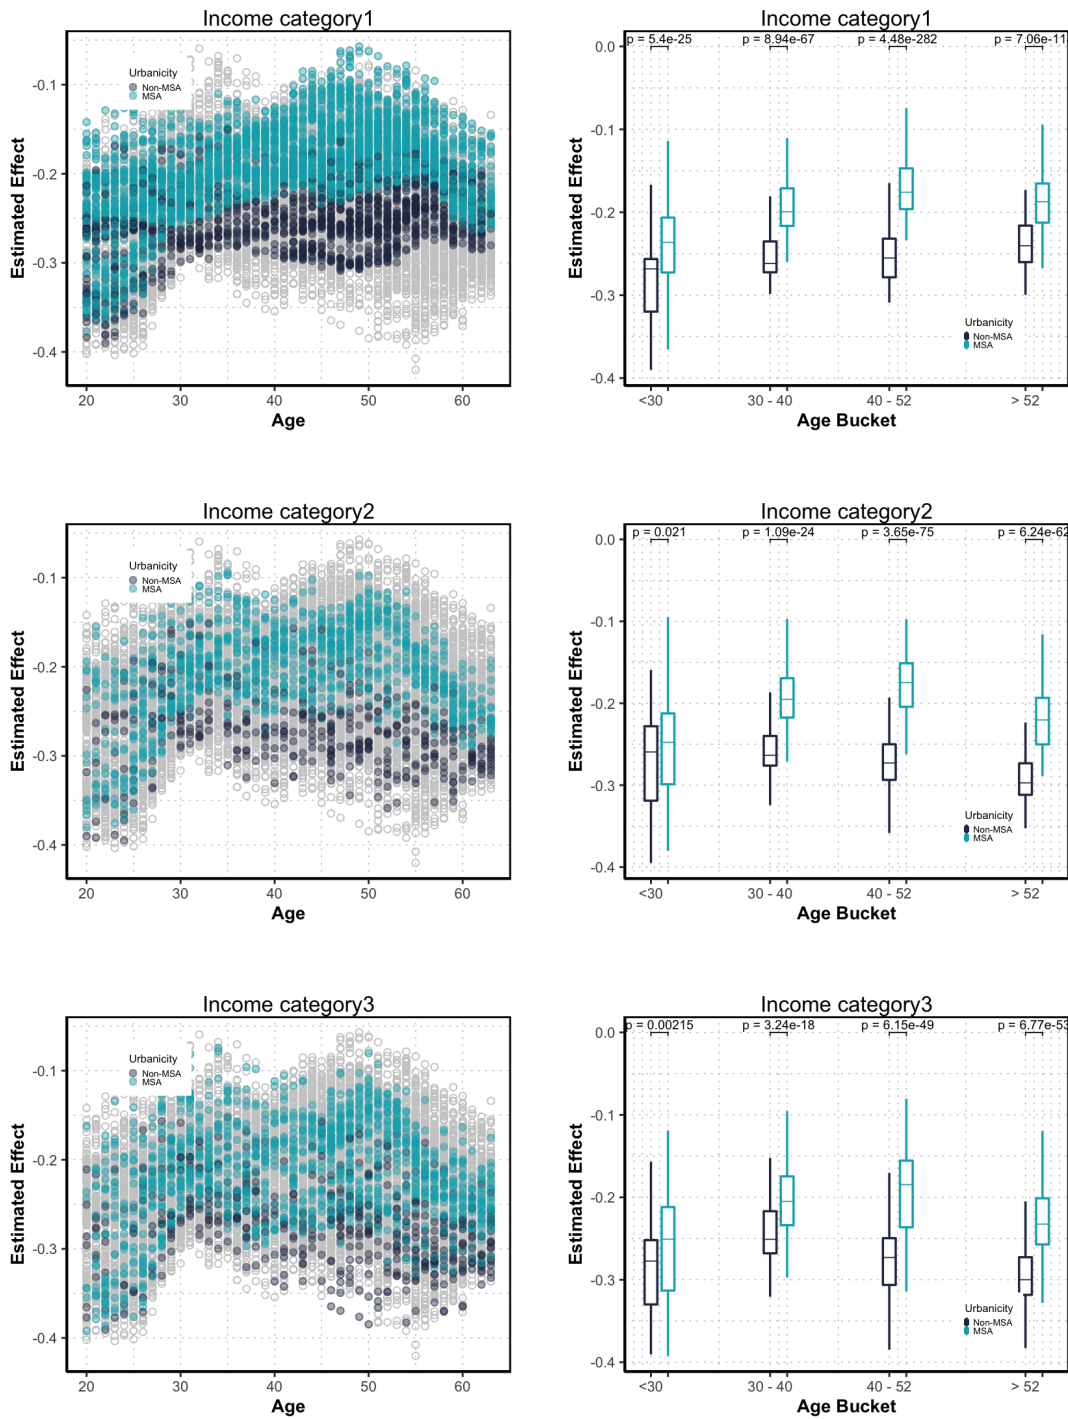 Income category1
Estimated Effect
-0.1
-0.2
-0.3
-0.4
Urbanicity
Non-MSA
MSA
20
30
40
50
60
Age
Income category1
p = 5.4e-25
p = 8.94e-67
p = 4.48e-282
Estimated Effect
0.0
-0.1
-0.2
-0.3
-0.4
Urbanicity
Non-MSA
MSA
<30
30 - 40
40 - 52
> 52
Age Bucket
Income category2
Estimated Effect
-0.1
-0.2
-0.3
-0.4
Urbanicity
Non-MSA
MSA
20
30
40
50
60
Age
Income category2
p = 0.021
p = 1.09e-24
p = 3.65e-75
p = 6.24e-62
Estimated Effect
0.0
-0.1
-0.2
-0.3
-0.4
Urbanicity
Non-MSA
MSA
<30
30 - 40
40 - 52
> 52
Age Bucket
Income category3
Estimated Effect
-0.1
-0.2
-0.3
-0.4
Urbanicity
Non-MSA
MSA
20
30
40
50
60
Age
Income category3
p = 0.00215
p = 3.24e-18
p = 6.15e-49
p = 6.77e-53
Estimated Effect
0.0
-0.1
-0.2
-0.3
-0.4
Urbanicity
Non-MSA
MSA
<30
30 - 40
40 - 52
> 52
Age Bucket